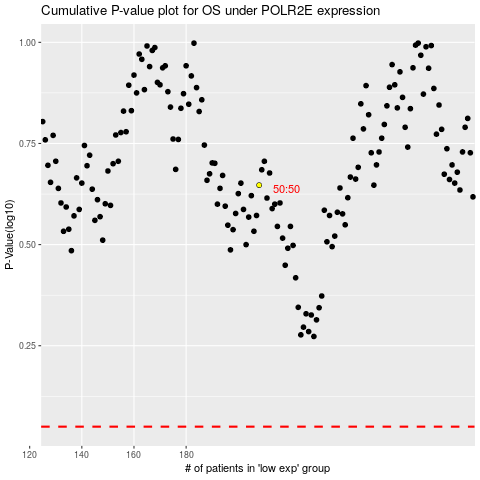 Cumulative P-value plot for OS under POLR2E expression
1.00
0.75
50:50
0.50
0.25
P-Value(log10)
120 140 160 180
# of patients in 'low exp' group